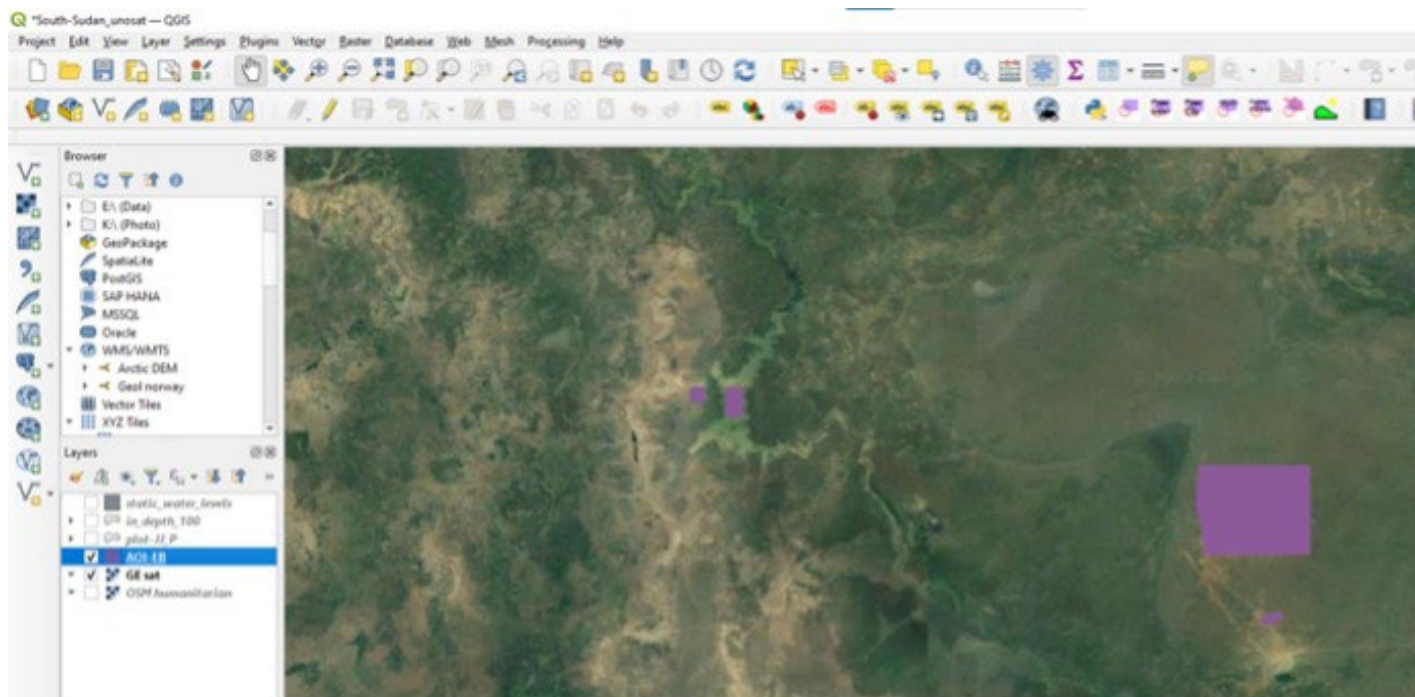 *South-Sudan_unosat — QGIS
Project Edit View Layer Settings Plugins Vector Raster Database Web Mesh Processing Help
Browser
E:\ (Data)
K:\ (Photo)
GeoPackage
SpatiaLite
PostGIS
SAP HANA
MSSQL
Oracle
WMS/WMTS
Arctic DEM
Geol norway
Vector Tiles
XYZ Tiles
Layers
static_water_levels
in_depth_100
AOI-EB
GE sat
OSM humanitarian